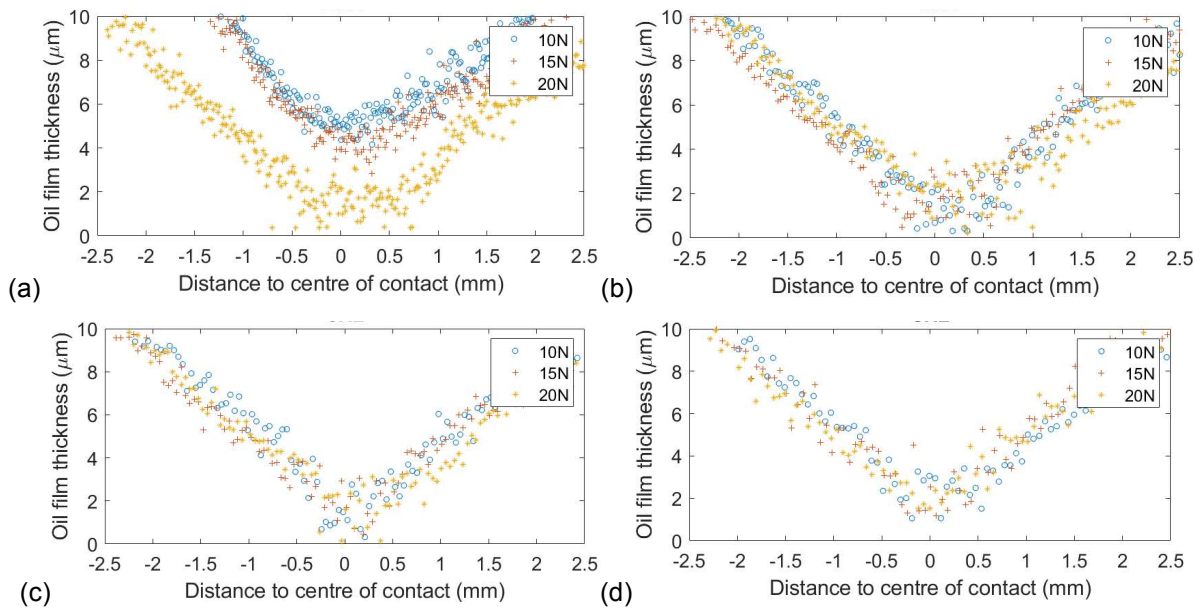 10
8
6
4
2
0
Oil film thickness (μm)
10N
15N
20N
-2.5 -2 -1.5 -1 -0.5 0 0.5 1 1.5 2 2.5
Distance to centre of contact (mm)
(a)
10
8
6
4
2
0
Oil film thickness (μm)
10N
15N
20N
-2.5 -2 -1.5 -1 -0.5 0 0.5 1 1.5 2 2.5
Distance to centre of contact (mm)
(b)
10
8
6
4
2
0
Oil film thickness (μm)
10N
15N
20N
-2.5 -2 -1.5 -1 -0.5 0 0.5 1 1.5 2 2.5
Distance to centre of contact (mm)
(c)
10
8
6
4
2
0
Oil film thickness (μm)
10N
15N
20N
-2.5 -2 -1.5 -1 -0.5 0 0.5 1 1.5 2 2.5
Distance to centre of contact (mm)
(d)